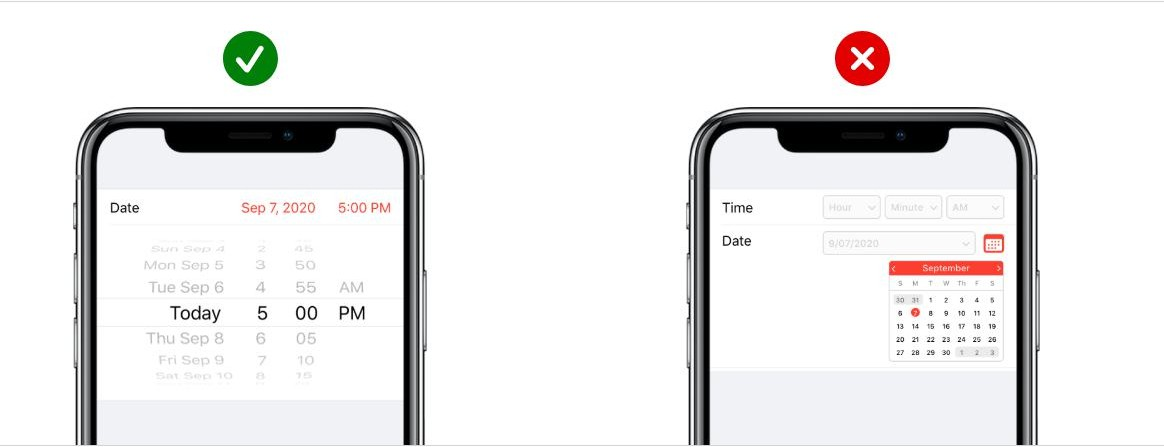 Date Sep 7, 2020 5:00 PM
Sun Sep 4 2 45
Mon Sep 5 3 50
Tue Sep 6 4 55 AM
Today 5 00 PM
Thu Sep 8 6 05
Fri Sep 9 7 10
Sat Sep 10 8 15
Time Hour Minute AM
Date 9/07/2020
September
S M T W Th F S
30 31 1 2 3 4 5
6 7 8 9 10 11 12
13 14 15 16 17 18 19
20 21 22 23 24 25 26
27 28 29 30 1 2 3